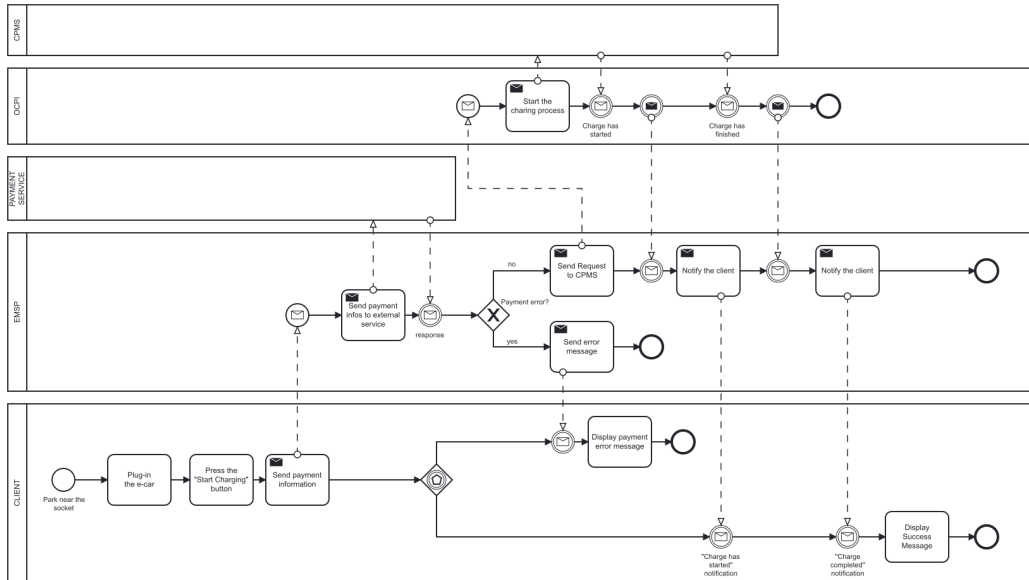 CPMS
OCPI
Start the
charing process
Charge has
started
Charge has
finished
PAYMENT
SERVICE
EMSP
Send payment
infos to external
service
response
Payment error?
no
Send Request
to CPMS
Notify the client
Notify the client
yes
Send error
message
CLIENT
Park near the
socket
Plug-in
the e-car
Press the
"Start Charging"
button
Send payment
information
Display payment
error message
"Charge has
started"
notification
"Charge
completed"
notification
Display
Success
Message